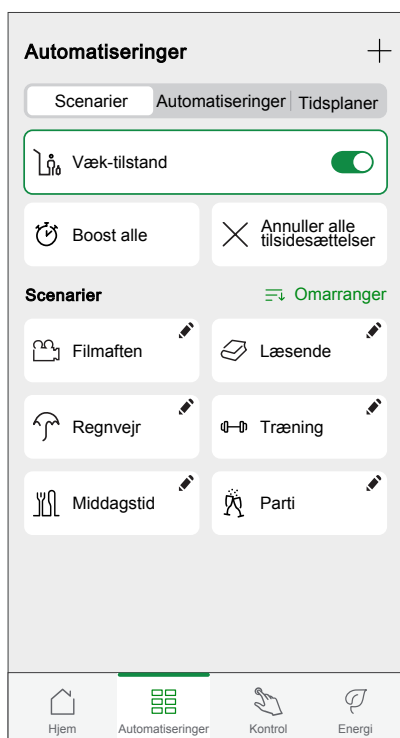 Automatiseringer
Scenarier Automatiseringer Tidsplaner
Væk-tilstand
Boost alle
Annuller alle
tilsidesættelser
Scenarier
Omarranger
Filmaften
Læsende
Regnvejr
Træning
Middagstid
Parti
Hjem Automatiseringer Kontrol Energi